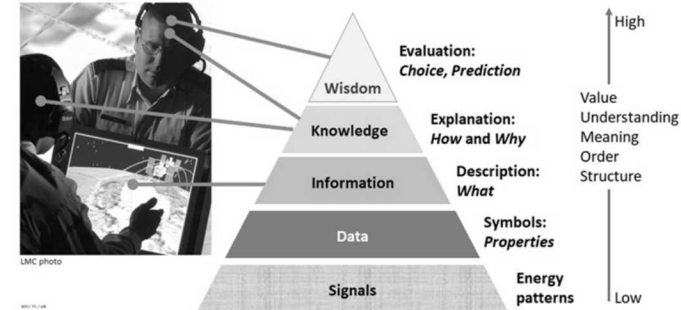 High
Evaluation:
Choice, Prediction
Wisdom
Value
Understanding
Meaning
Order
Structure
Explanation:
How and Why
Knowledge
Description:
What
Information
Symbols:
Properties
Data
LMC photo
Energy
patterns
Signals
Low